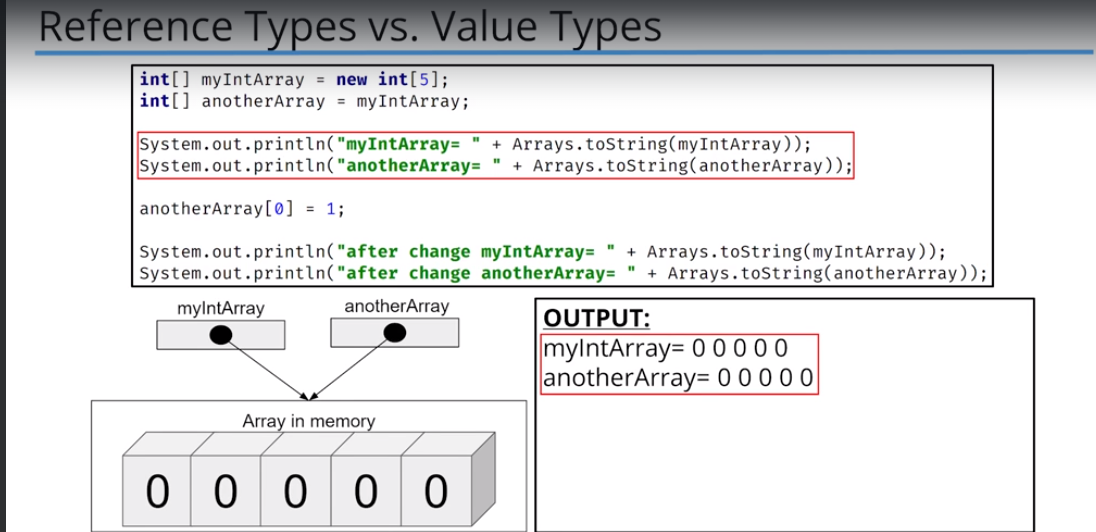 Reference Types vs. Value Types
int[] myIntArray = new int[5];
int[] anotherArray = myIntArray;
System.out.println("myIntArray= " + Arrays.toString(myIntArray));
System.out.println("anotherArray= " + Arrays.toString(anotherArray));
anotherArray[0] = 1;
System.out.println("after change myIntArray= " + Arrays.toString(myIntArray));
System.out.println("after change anotherArray= " + Arrays.toString(anotherArray));
myIntArray
anotherArray
Array in memory
0 0 0 0 0
OUTPUT:
myIntArray= 0 0 0 0 0
anotherArray= 0 0 0 0 0